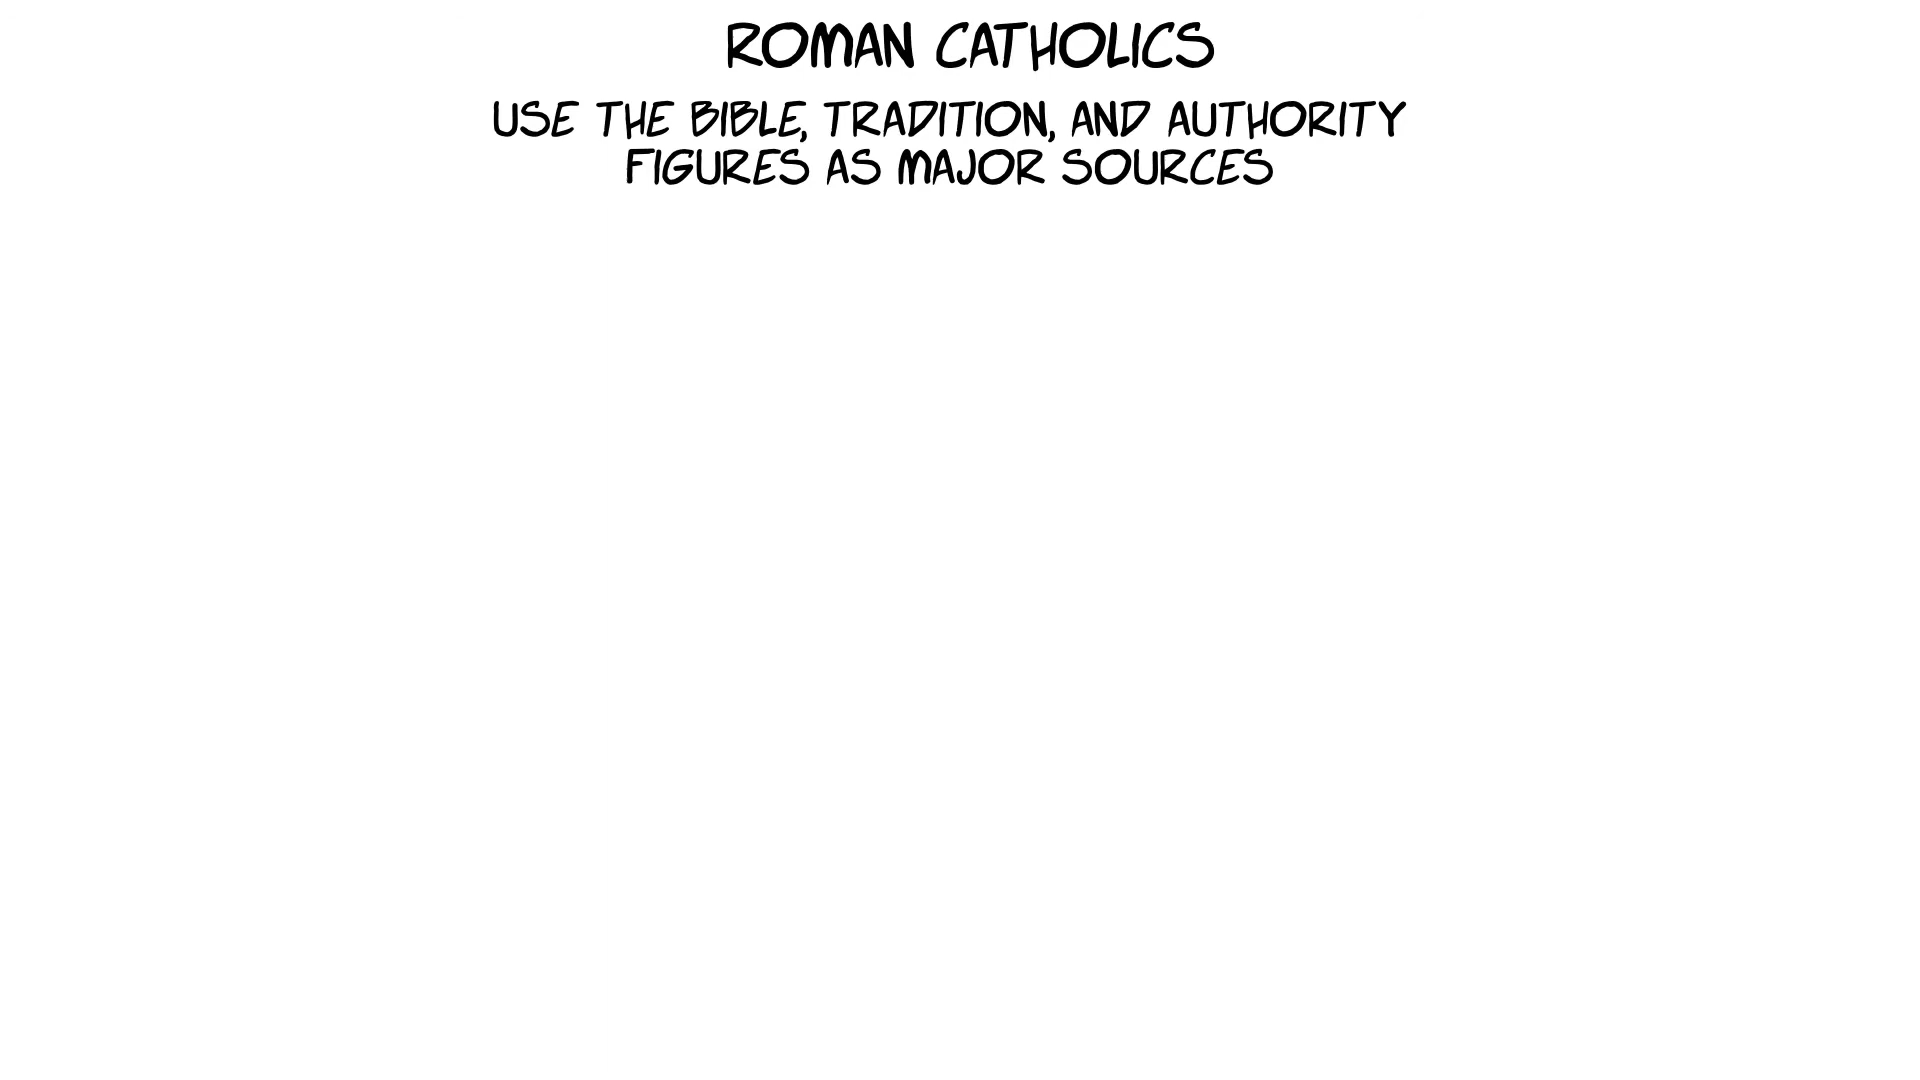 ROMAN CATHOLICS
USE THE BIBLE, TRADITION, AND AUTHORITY
FIGURES AS MAJOR SOURCES